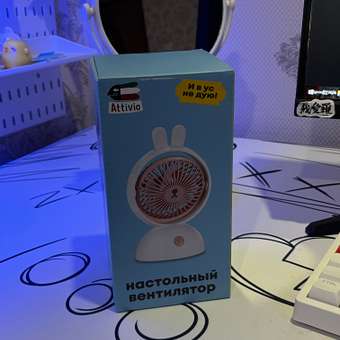 Attivio
И в ус
не дую!
настольный
вентилятор